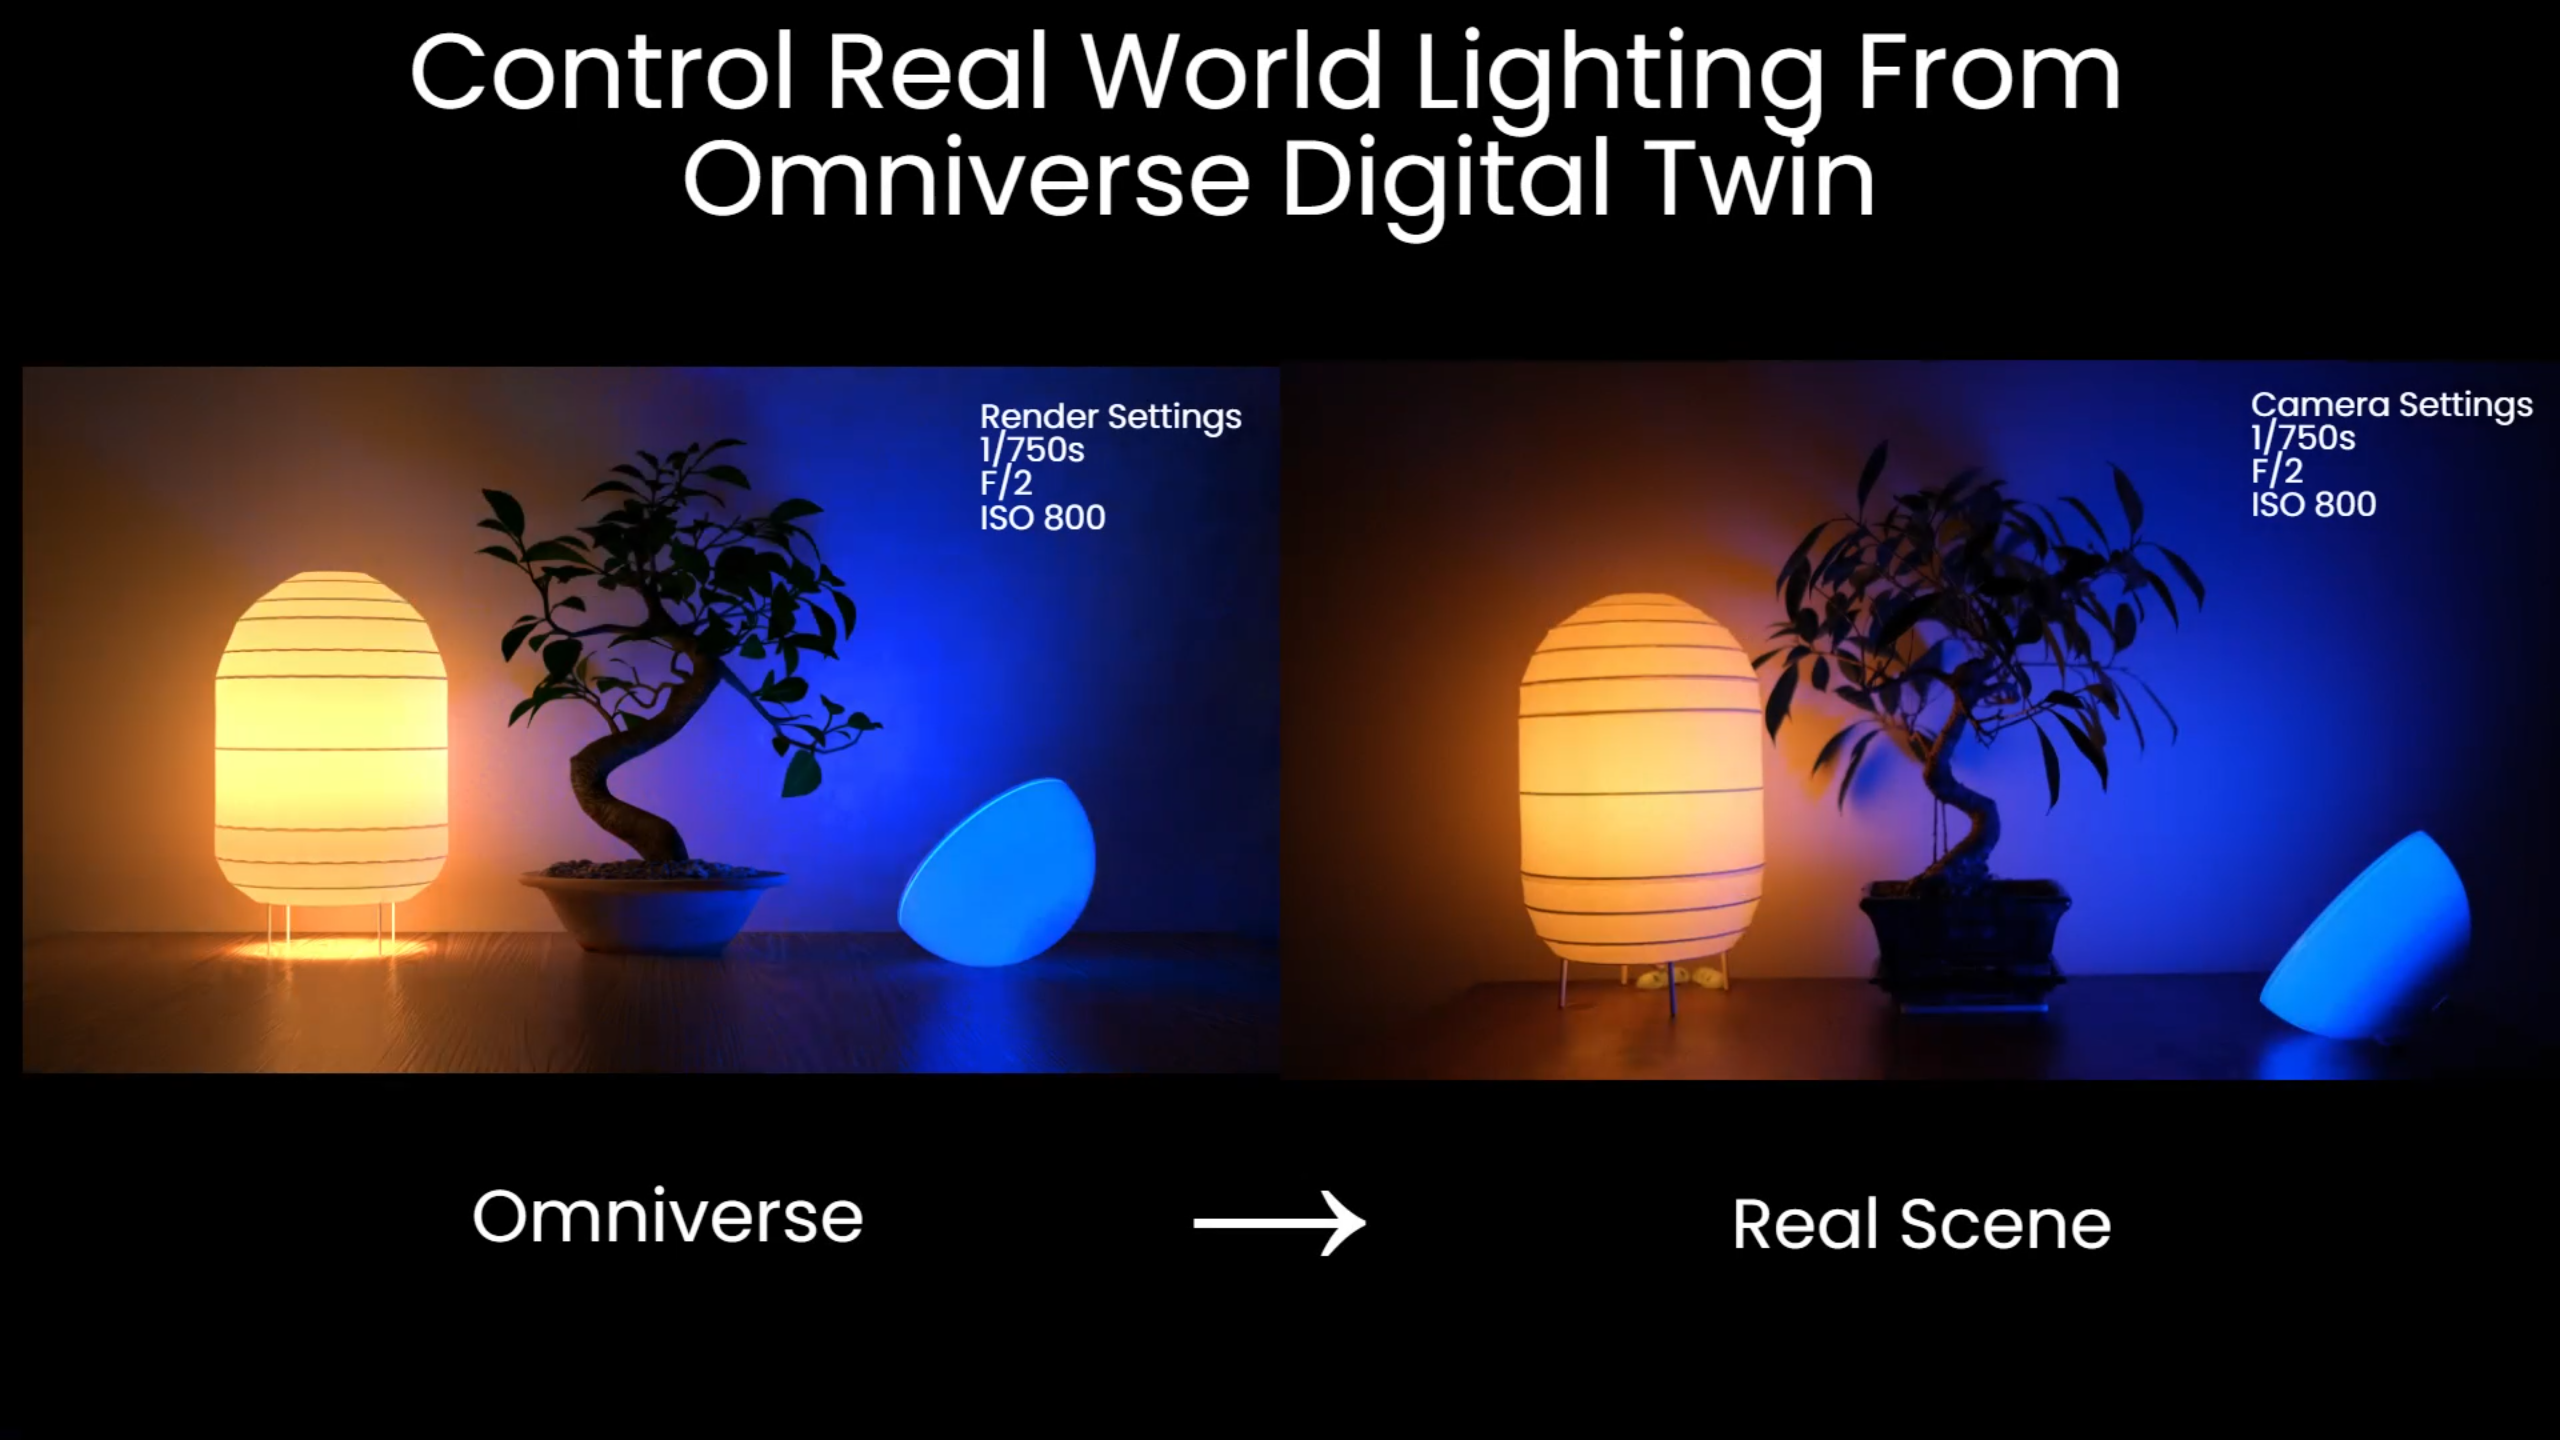 Control Real World Lighting From
Omniverse Digital Twin
Render Settings
1/750s
F/2
ISO 800
Camera Settings
1/750s
F/2
ISO 800
Omniverse
Real Scene